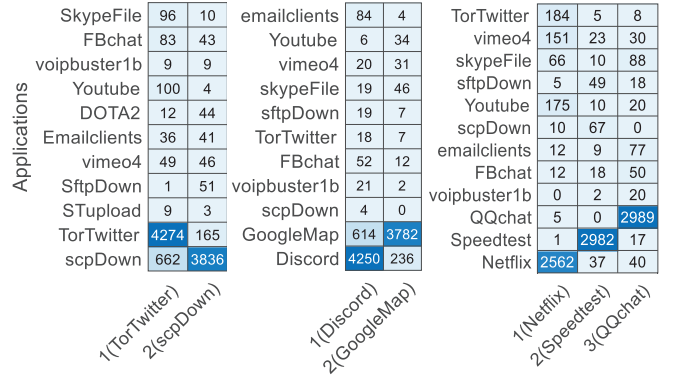 Applications
SkypeFile 96 10
FBchat 83 43
voipbuster1b 9 9
Youtube 100 4
DOTA2 12 44
Emailclients 36 41
vimeo4 49 46
SftpDown 1 51
STupload 9 3
TorTwitter 4274 165
scpDown 662 3836
1(TorTwitter)
2(scpDown)
emailclients 84 4
Youtube 6 34
vimeo4 20 31
skypeFile 19 46
sftpDown 19 7
TorTwitter 18 7
FBchat 52 12
voipbuster1b 21 2
scpDown 4 0
GoogleMap 614 3782
Discord 4250 236
1(Discord)
2(GoogleMap)
TorTwitter 184 5 8
vimeo4 151 23 30
skypeFile 66 10 88
sftpDown 5 49 18
Youtube 175 10 20
scpDown 10 67 0
emailclients 12 9 77
FBchat 12 18 50
voipbuster1b 0 2 20
QQchat 5 0 2989
Speedtest 1 2982 17
Netflix 2562 37 40
1(Netflix)
2(Speedtest)
3(QQchat)